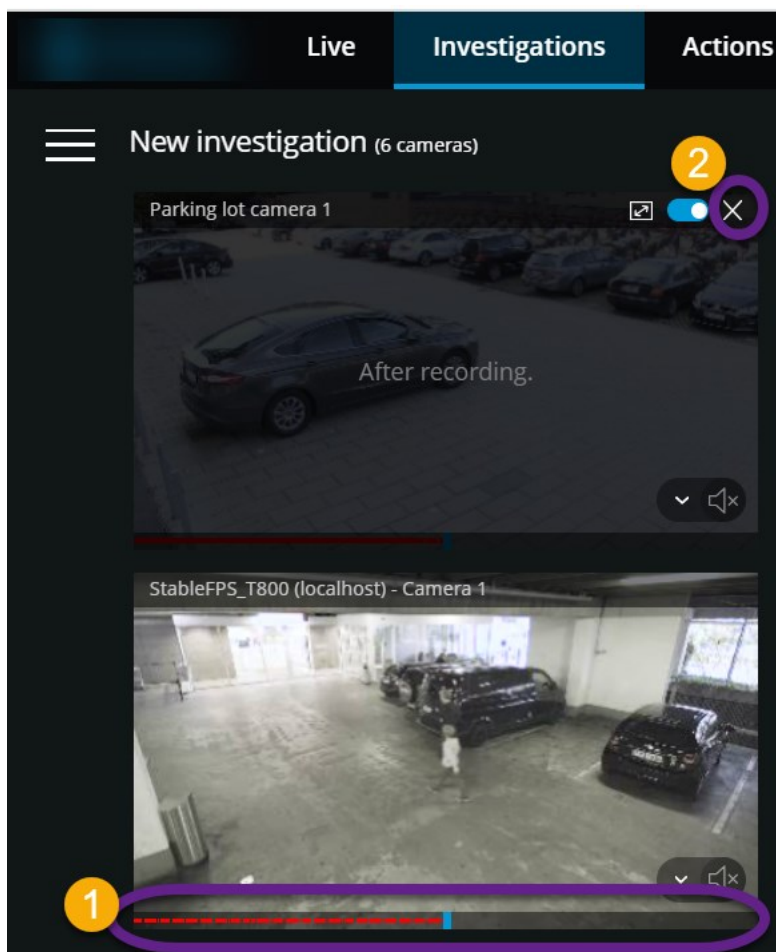 Live Investigations Actions
New investigation (6 cameras)
2
Parking lot camera 1
After recording.
StableFPS_T800 (localhost) - Camera 1
1